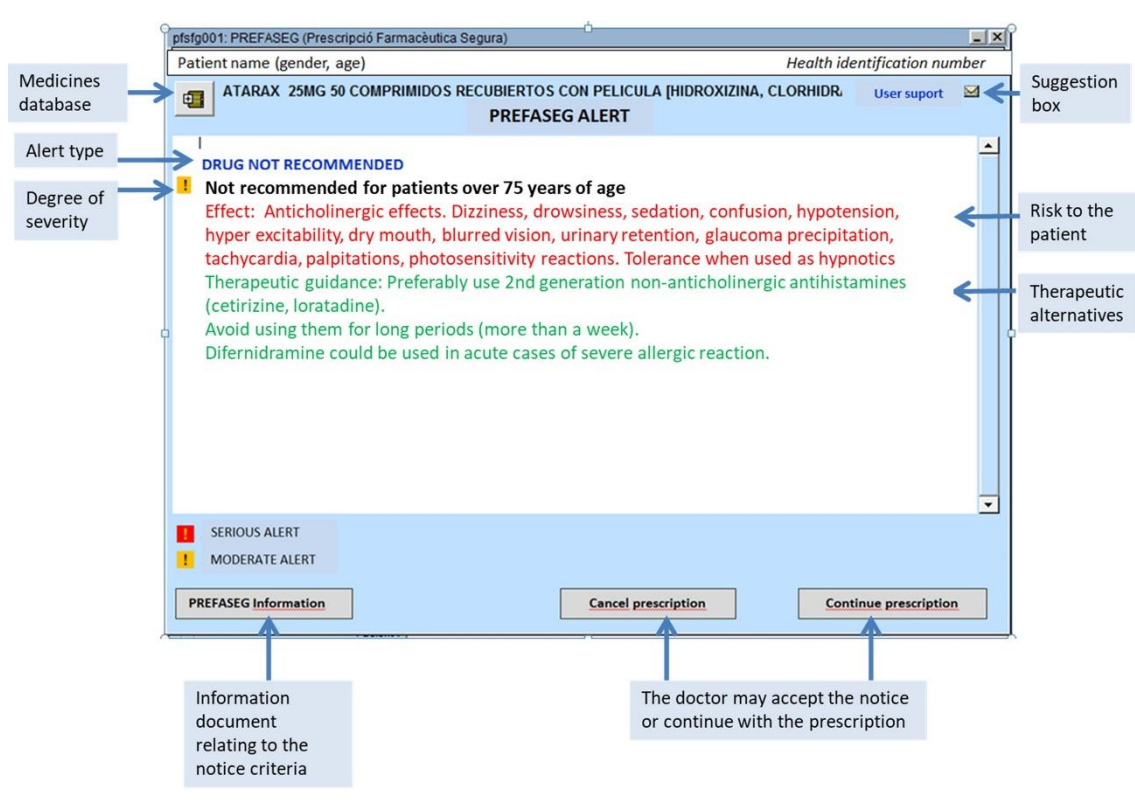 pfsfg001: PREFASEG (Prescripció Farmacèutica Segura)
Patient name (gender, age)
Health identification number
Medicines
database
ATARAX 25MG 50 COMPRIMIDOS RECUBIERTOS CON PELICULA [HIDROXIZINA, CLORHIDR
User suport
Suggestion
box
PREFASEG ALERT
Alert type
DRUG NOT RECOMMENDED
Degree of
severity
! Not recommended for patients over 75 years of age
Effect: Anticholinergic effects. Dizziness, drowsiness, sedation, confusion, hypotension,
hyper excitability, dry mouth, blurred vision, urinary retention, glaucoma precipitation,
tachycardia, palpitations, photosensitivity reactions. Tolerance when used as hypnotics
Risk to the
patient
Therapeutic guidance: Preferably use 2nd generation non-anticholinergic antihistamines
(cetirizine, loratadine).
Avoid using them for long periods (more than a week).
Difernidramine could be used in acute cases of severe allergic reaction.
Therapeutic
alternatives
! SERIOUS ALERT
! MODERATE ALERT
PREFASEG Information
Cancel prescription
Continue prescription
Information
document
relating to the
notice criteria
The doctor may accept the notice
or continue with the prescription